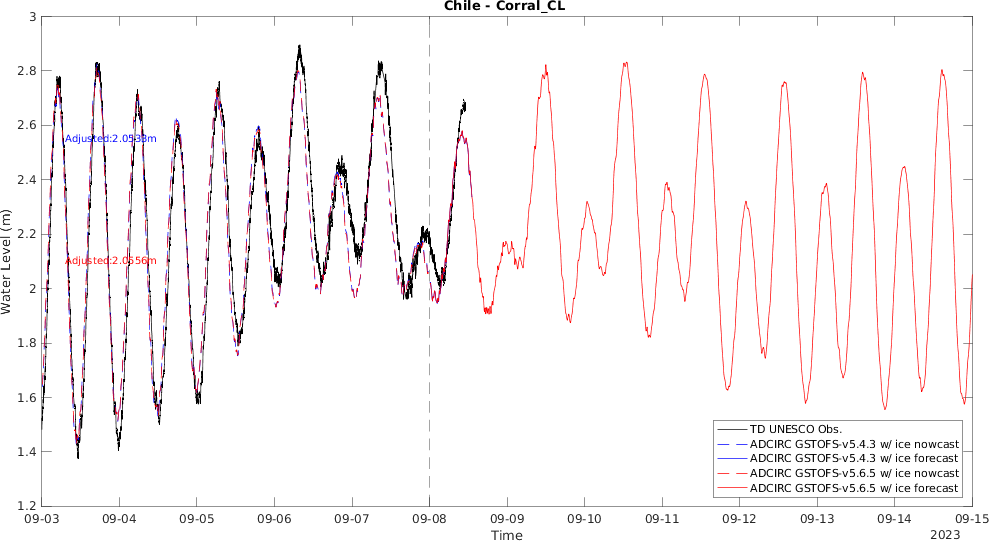 Chile - Corral_CL
3
2.8
2.6
2.4
2.2
2
1.8
1.6
1.4
1.2
Water Level (m)
Adjusted:2.0533m
Adjusted:2.0556m
TD UNESCO Obs.
ADCIRC GSTOFS-v5.4.3 w/ ice nowcast
ADCIRC GSTOFS-v5.4.3 w/ ice forecast
ADCIRC GSTOFS-v5.6.5 w/ ice nowcast
ADCIRC GSTOFS-v5.6.5 w/ ice forecast
09-03 09-04 09-05 09-06 09-07 09-08 09-09 09-10 09-11 09-12 09-13 09-14 09-15
Time
2023